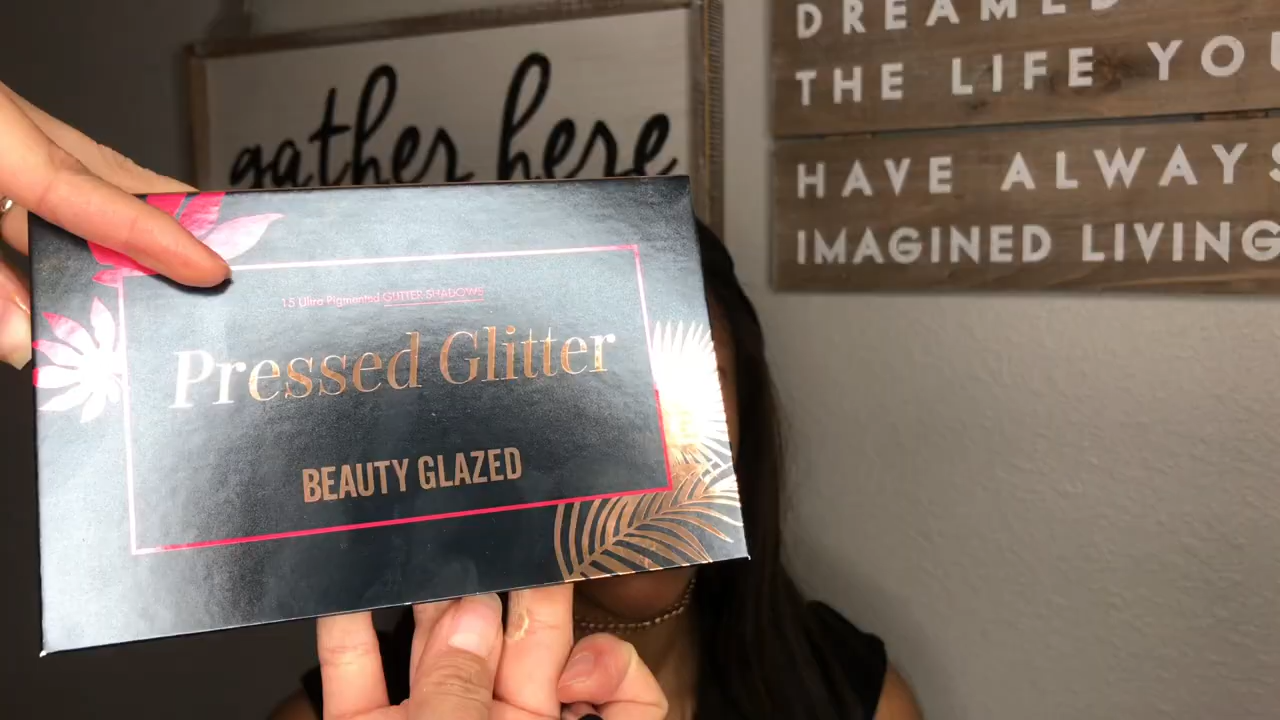 gather here
DREAMED
THE LIFE YOU
HAVE ALWAYS
IMAGINED LIVING
15 Ultra Pigmented GLITTER SHADOWS
Pressed Glitter
BEAUTY GLAZED